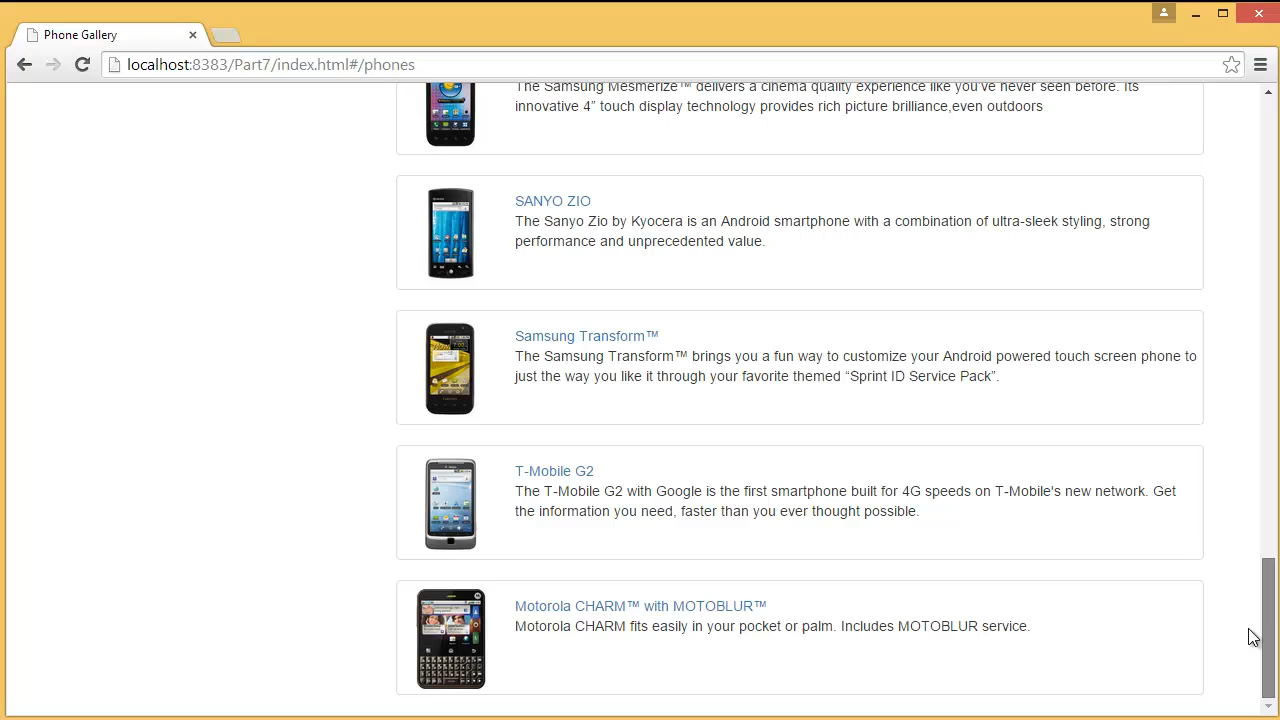 Phone Gallery
localhost:8383/Part7/index.html#/phones
The Samsung Mesmerize™ delivers a cinema quality experience like you've never seen before. Its
innovative 4” touch display technology provides rich picture brilliance,even outdoors
SANYO ZIO
The Sanyo Zio by Kyocera is an Android smartphone with a combination of ultra-sleek styling, strong
performance and unprecedented value.
Samsung Transform™
The Samsung Transform™ brings you a fun way to customize your Android powered touch screen phone to
just the way you like it through your favorite themed “Sprint ID Service Pack”.
T-Mobile G2
The T-Mobile G2 with Google is the first smartphone built for 4G speeds on T-Mobile's new network. Get
the information you need, faster than you ever thought possible.
Motorola CHARM™ with MOTOBLUR™
Motorola CHARM fits easily in your pocket or palm. Includes MOTOBLUR service.